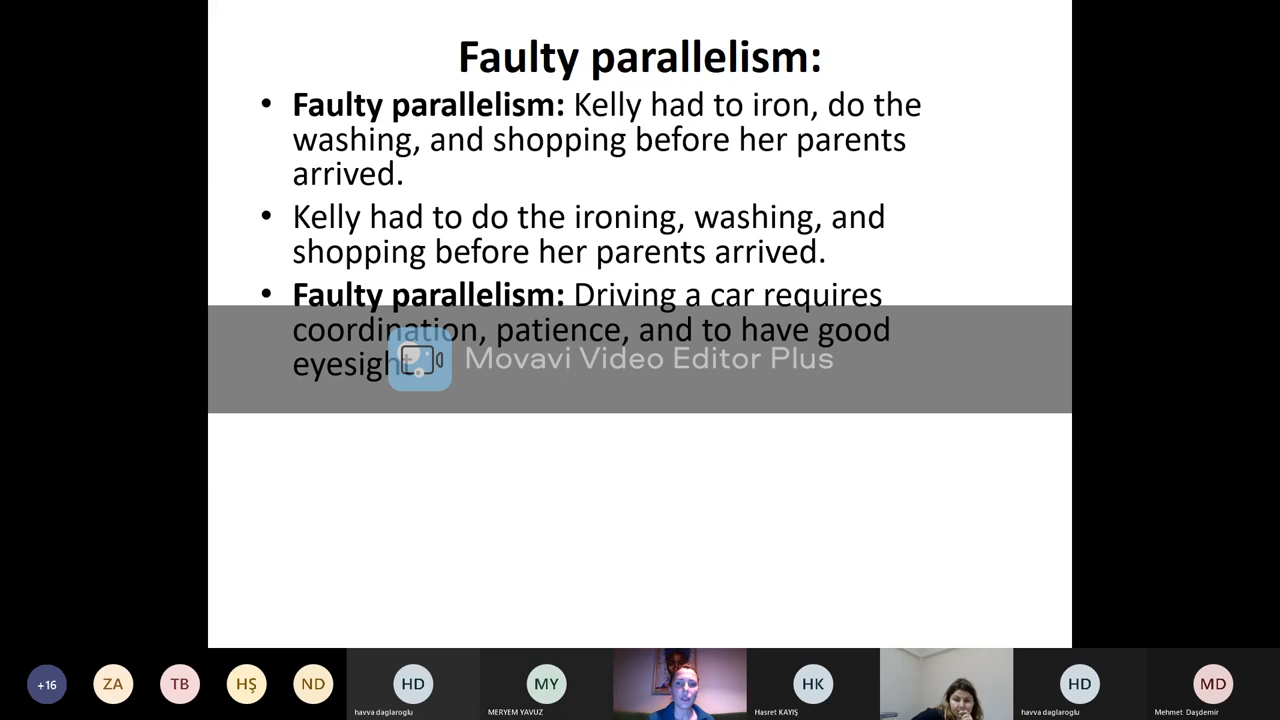 Faulty parallelism:
• Faulty parallelism: Kelly had to iron, do the
washing, and shopping before her parents
arrived.
• Kelly had to do the ironing, washing, and
shopping before her parents arrived.
• Faulty parallelism: Driving a car requires
coordination, patience, and to have good
eyesight.
Movavi Video Editor Plus
+16
ZA
TB
HŞ
ND
HD
MY
HK
HD
MD
havva daglaroglu
MERYEM YAVUZ
Hasret KAYIŞ
havva daglaroglu
Mehmet Daşdemir